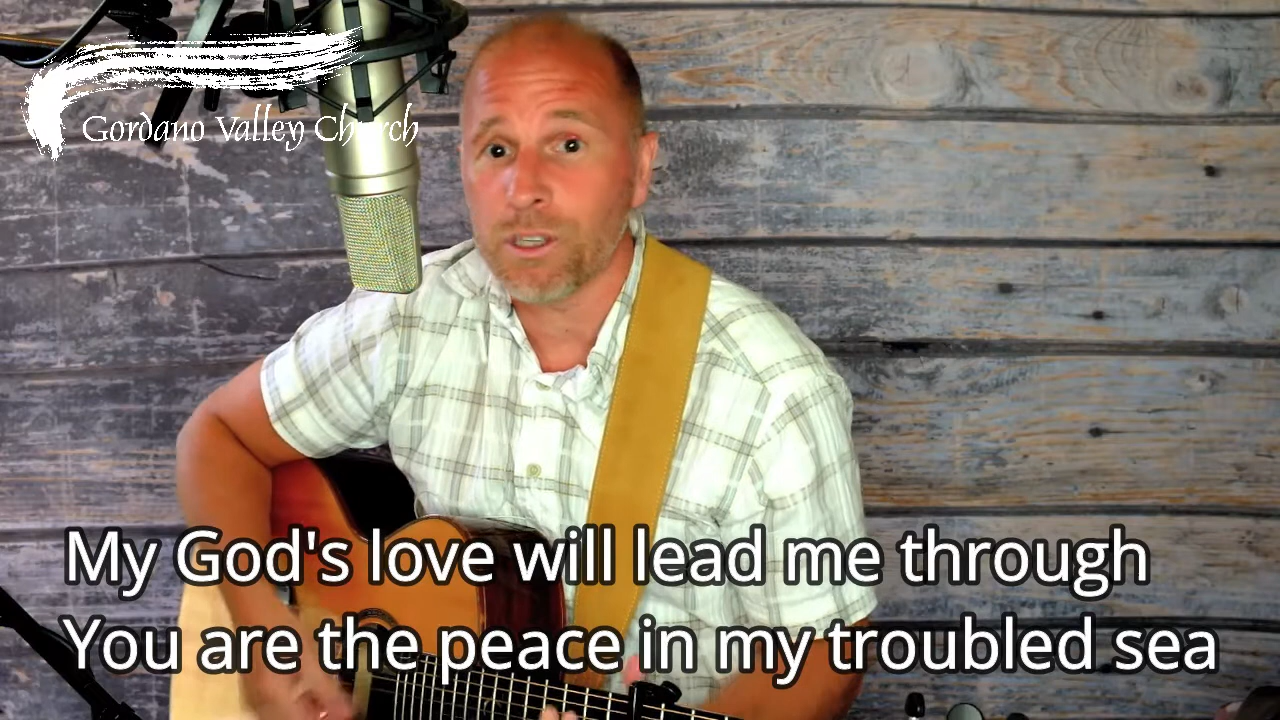 Gordano Valley Church
My God's love will lead me through
You are the peace in my troubled sea